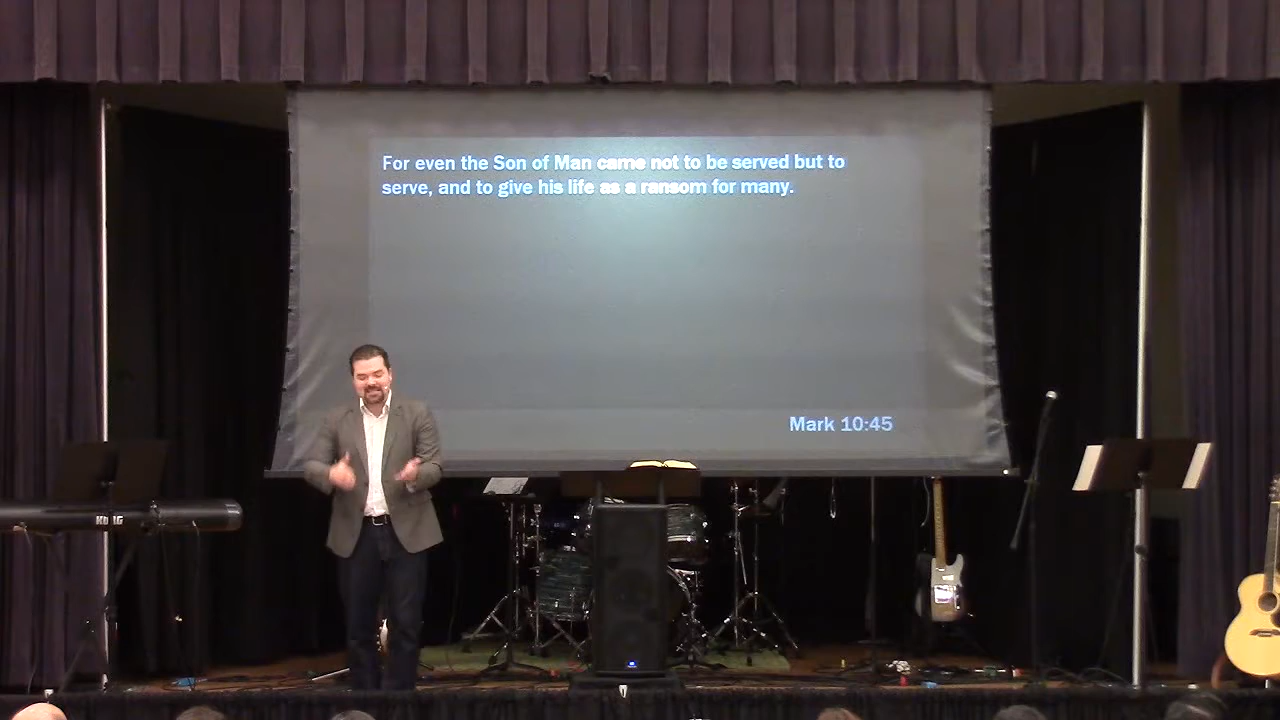 For even the Son of Man came not to be served but to
serve, and to give his life as a ransom for many.
Mark 10:45
KORG